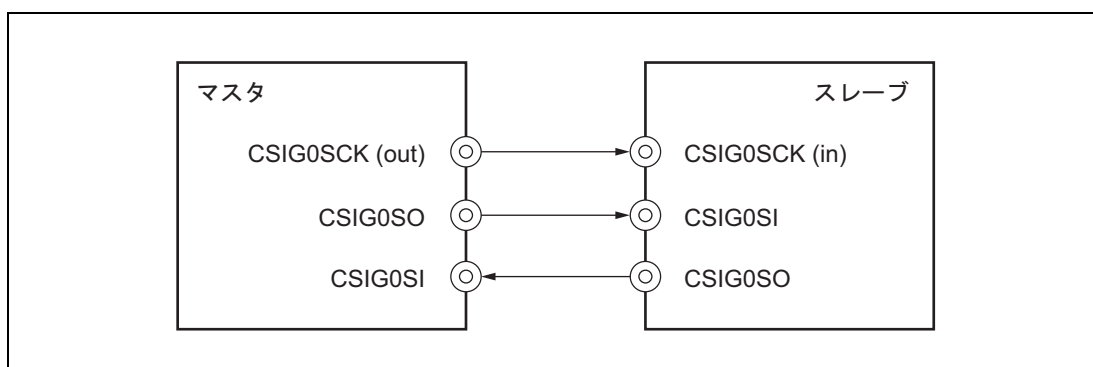 マスタ
スレーブ
CSIG0SCK (out)
CSIG0SCK (in)
CSIG0SO
CSIG0SI
CSIG0SI
CSIG0SO